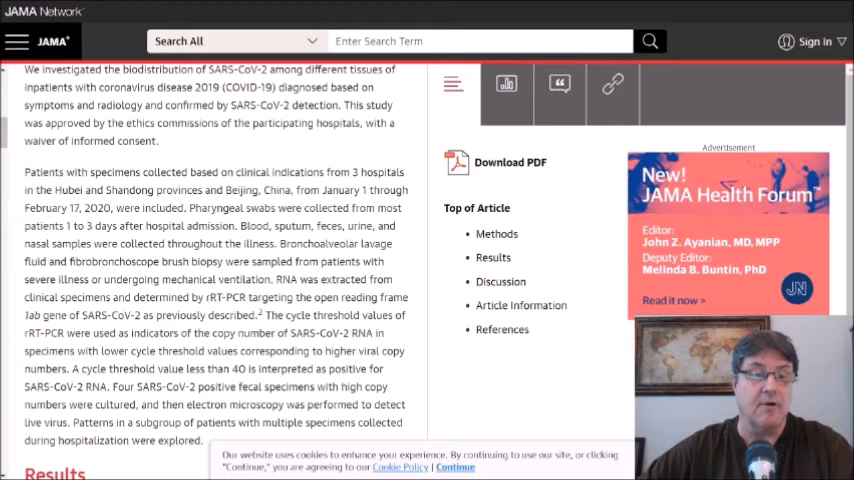 JAMA Network™
JAMA®
Search All
Enter Search Term
Sign In
We investigated the biodistribution of SARS-CoV-2 among different tissues of
inpatients with coronavirus disease 2019 (COVID-19) diagnosed based on
symptoms and radiology and confirmed by SARS-CoV-2 detection. This study
was approved by the ethics commissions of the participating hospitals, with a
waiver of informed consent.
Patients with specimens collected based on clinical indications from 3 hospitals
in the Hubei and Shandong provinces and Beijing, China, from January 1 through
February 17, 2020, were included. Pharyngeal swabs were collected from most
patients 1 to 3 days after hospital admission. Blood, sputum, feces, urine, and
nasal samples were collected throughout the illness. Bronchoalveolar lavage
fluid and fibrobronchoscope brush biopsy were sampled from patients with
severe illness or undergoing mechanical ventilation. RNA was extracted from
clinical specimens and determined by rRT-PCR targeting the open reading frame
1ab gene of SARS-CoV-2 as previously described.2 The cycle threshold values of
rRT-PCR were used as indicators of the copy number of SARS-CoV-2 RNA in
specimens with lower cycle threshold values corresponding to higher viral copy
numbers. A cycle threshold value less than 40 is interpreted as positive for
SARS-CoV-2 RNA. Four SARS-CoV-2 positive fecal specimens with high copy
numbers were cultured, and then electron microscopy was performed to detect
live virus. Patterns in a subgroup of patients with multiple specimens collected
during hospitalization were explored.
Results
Download PDF
Top of Article
• Methods
• Results
• Discussion
• Article Information
• References
Advertisement
New!
JAMA Health Forum™
Editor:
John Z. Ayanian, MD, MPP
Deputy Editor:
Melinda B. Buntin, PhD
JN
Read it now >
Our website uses cookies to enhance your experience. By continuing to use our site, or clicking
"Continue," you are agreeing to our Cookie Policy | Continue